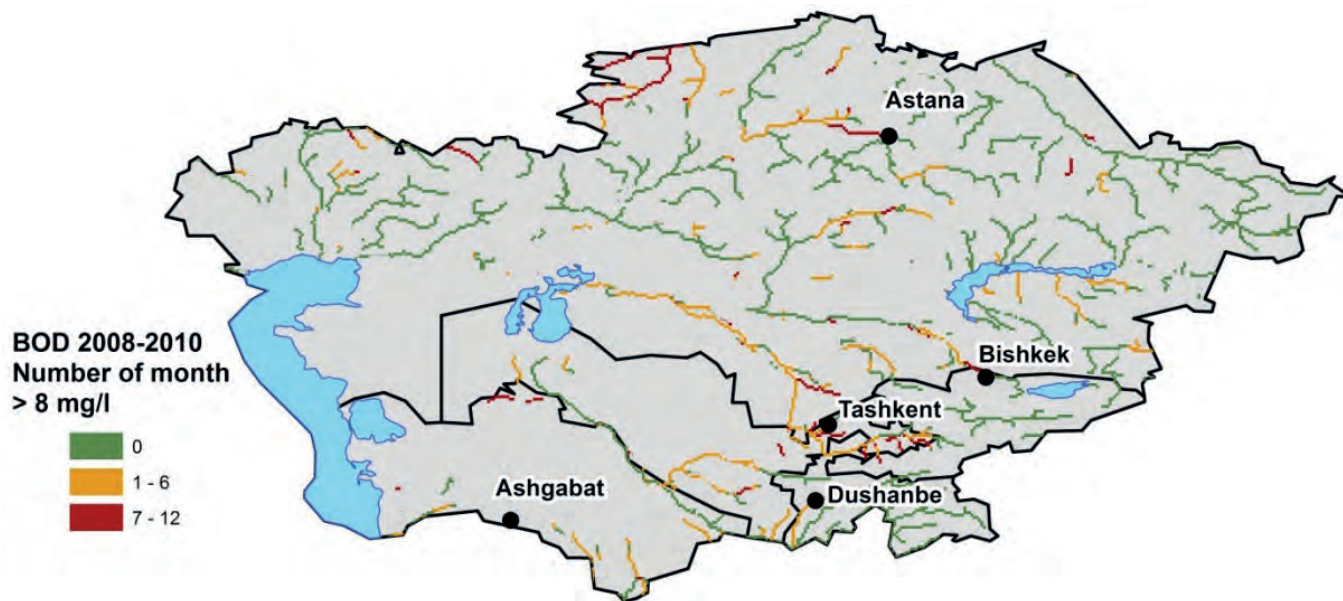 Astana
BOD 2008-2010
Number of month
> 8 mg/l
0
1 - 6
7 - 12
Bishkek
Tashkent
Ashgabat
Dushanbe